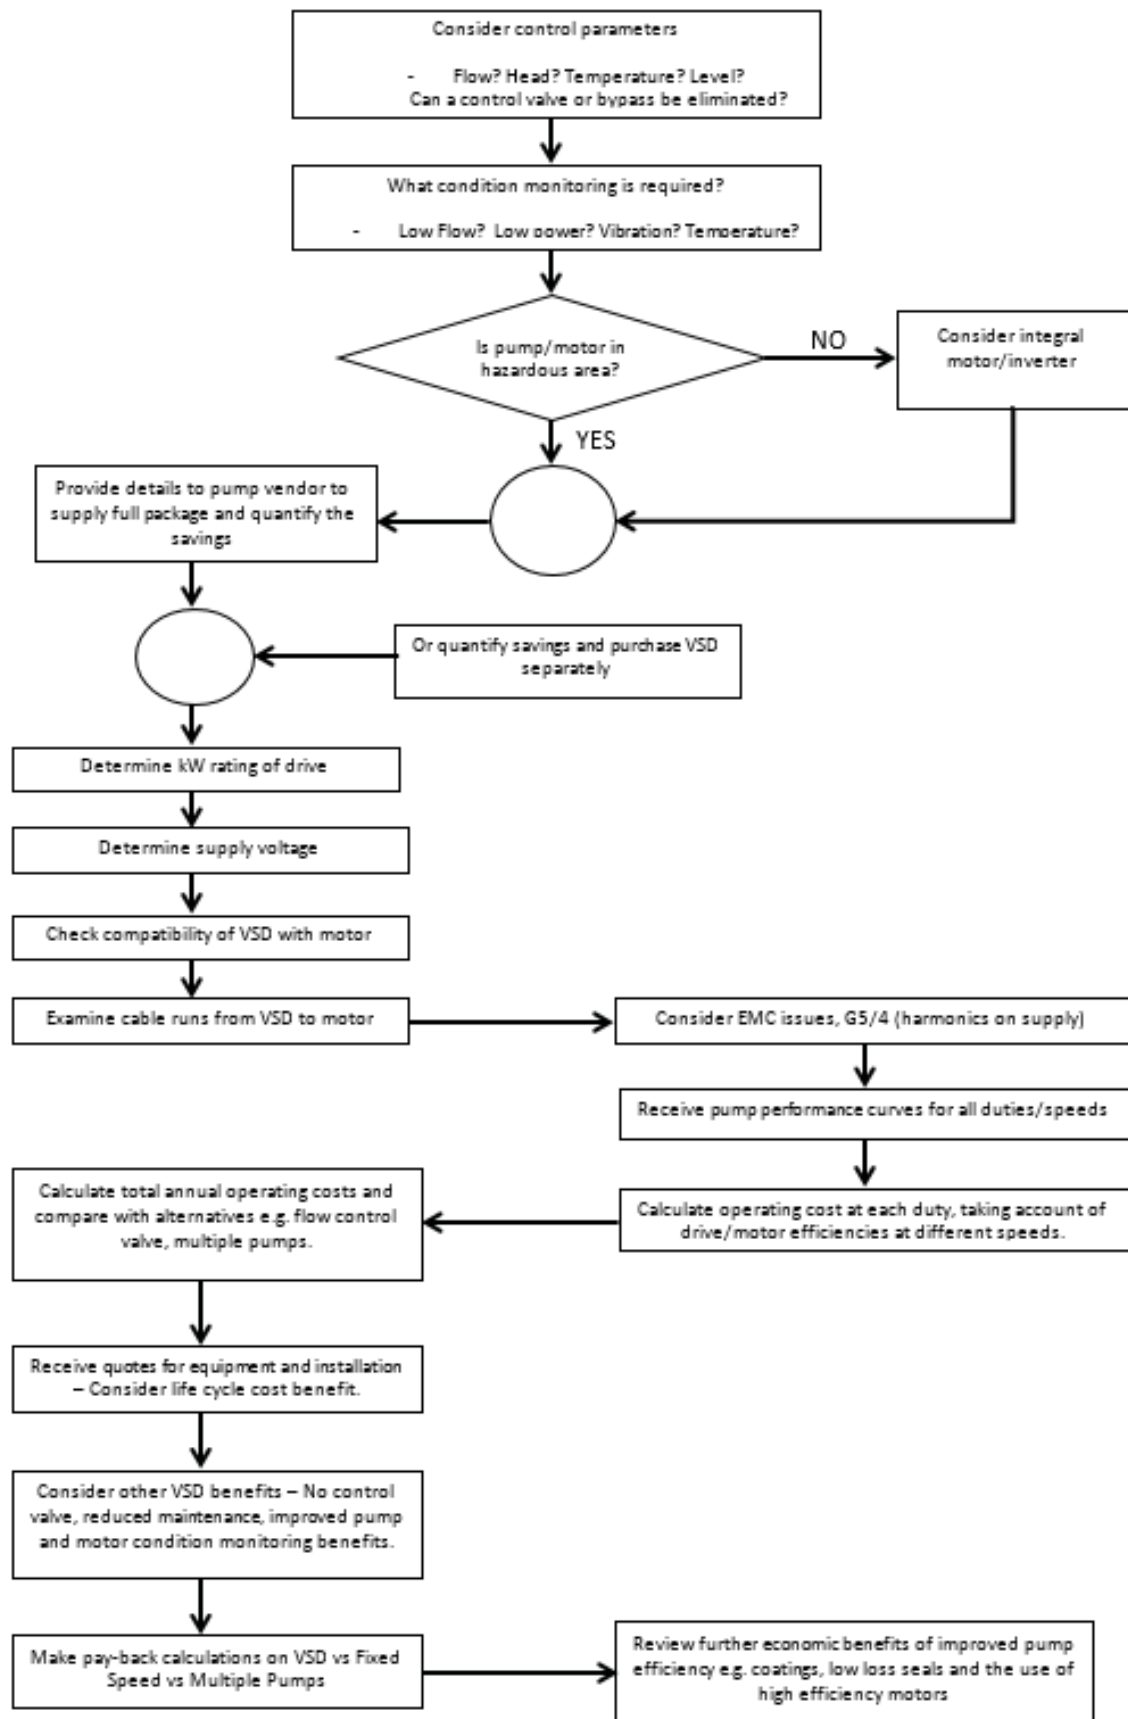 Consider control parameters
- Flow? Head? Temperature? Level?
Can a control valve or bypass be eliminated?
What condition monitoring is required?
- Low Flow? Low power? Vibration? Temperature?
Is pump/motor in
hazardous area?
NO
Consider integral
motor/inverter
YES
Provide details to pump vendor to
supply full package and quantify the
savings
Or quantify savings and purchase VSD
separately
Determine kW rating of drive
Determine supply voltage
Check compatibility of VSD with motor
Examine cable runs from VSD to motor
Consider EMC issues, G5/4 (harmonics on supply)
Receive pump performance curves for all duties/speeds
Calculate operating cost at each duty, taking account of
drive/motor efficiencies at different speeds.
Calculate total annual operating costs and
compare with alternatives e.g. flow control
valve, multiple pumps.
Receive quotes for equipment and installation
– Consider life cycle cost benefit.
Consider other VSD benefits – No control
valve, reduced maintenance, improved pump
and motor condition monitoring benefits.
Make pay-back calculations on VSD vs Fixed
Speed vs Multiple Pumps
Review further economic benefits of improved pump
efficiency e.g. coatings, low loss seals and the use of
high efficiency motors